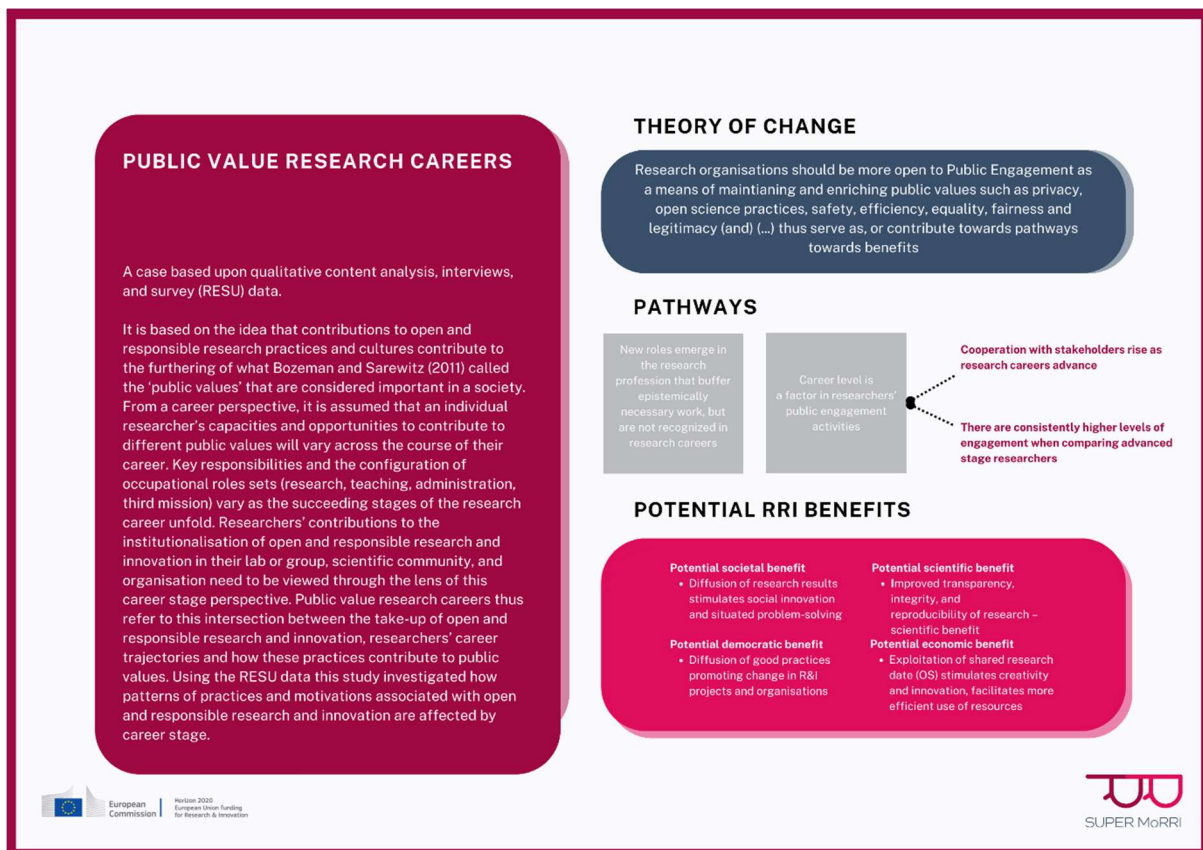 PUBLIC VALUE RESEARCH CAREERS
A case based upon qualitative content analysis, interviews,
and survey (RESU) data.
It is based on the idea that contributions to open and
responsible research practices and cultures contribute to
the furthering of what Bozeman and Sarewitz (2011) called
the ‘public values’ that are considered important in a society.
From a career perspective, it is assumed that an individual
researcher’s capacities and opportunities to contribute to
different public values will vary across the course of their
career. Key responsibilities and the configuration of
occupational roles sets (research, teaching, administration,
third mission) vary as the succeeding stages of the research
career unfold. Researchers’ contributions to the
institutionalisation of open and responsible research and
innovation in their lab or group, scientific community, and
organisation need to be viewed through the lens of this
career stage perspective. Public value research careers thus
refer to this intersection between the take-up of open and
responsible research and innovation, researchers’ career
trajectories and how these practices contribute to public
values. Using the RESU data this study investigated how
patterns of practices and motivations associated with open
and responsible research and innovation are affected by
career stage.
THEORY OF CHANGE
Research organisations should be more open to Public Engagement as
a means of maintianing and enriching public values such as privacy,
open science practices, safety, efficiency, equality, fairness and
legitimacy (and) (...) thus serve as, or contribute towards pathways
towards benefits
PATHWAYS
New roles emerge in
the research
profession that buffer
epistemically
necessary work, but
are not recognized in
research careers
Career level is
a factor in researchers’
public engagement
activities
Cooperation with stakeholders rise as
research careers advance
There are consistently higher levels of
engagement when comparing advanced
stage researchers
POTENTIAL RRI BENEFITS
Potential societal benefit
• Diffusion of research results
stimulates social innovation
and situated problem-solving
Potential democratic benefit
• Diffusion of good practices
promoting change in R&I
projects and organisations
Potential scientific benefit
• Improved transparency,
integrity, and
reproducibility of research –
scientific benefit
Potential economic benefit
• Exploitation of shared research
date (OS) stimulates creativity
and innovation, facilitates more
efficient use of resources
European
Commission
Horizon 2020
European Union funding
for Research & Innovation
SUPER MoRRI